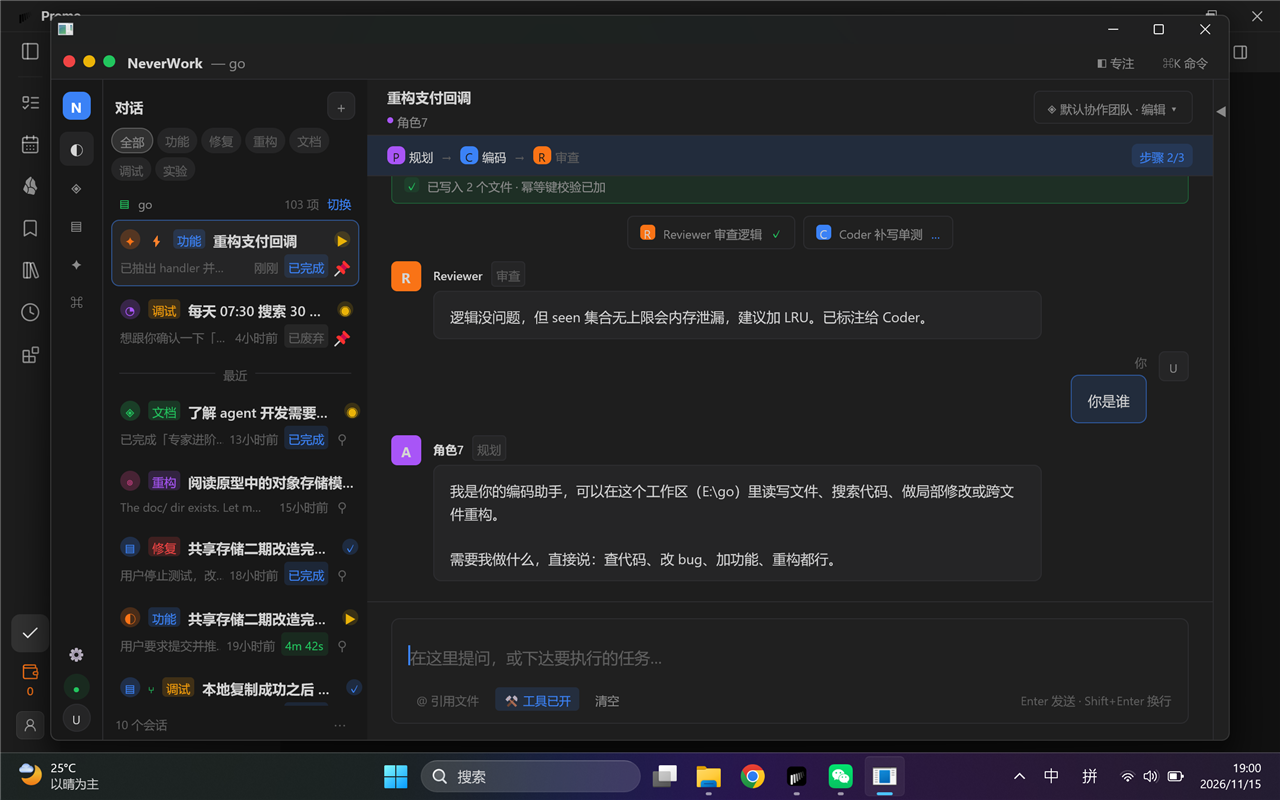 NeverWork — go
专注
⌘K 命令
N
对话
+
全部
功能
修复
重构
文档
调试
实验
go
103 项
切换
功能
重构支付回调
已抽出 handler 并...
刚刚
已完成
调试
每天 07:30 搜索 30 ...
想跟你确认一下「...
4小时前
已废弃
最近
文档
了解 agent 开发需要...
已完成「专家进阶...
13小时前
已完成
重构
阅读原型中的对象存储模...
The doc/ dir exists. Let m...
15小时前
修复
共享存储二期改造完...
用户停止测试，改...
18小时前
已完成
功能
共享存储二期改造完...
用户要求提交并推...
19小时前
4m 42s
调试
本地复制成功之后 ...
10 个会话
...
U
0
重构支付回调
角色7
默认协作团队 · 编辑
P 规划 → C 编码 → R 审查
步骤 2/3
✓ 已写入 2 个文件 · 幂等键校验已加
R Reviewer 审查逻辑 ✓
C Coder 补写单测 ...
R
Reviewer
审查
逻辑没问题，但 seen 集合无上限会内存泄漏，建议加 LRU。已标注给 Coder。
你
U
你是谁
A
角色7
规划
我是你的编码助手，可以在这个工作区（E:\go）里读写文件、搜索代码、做局部修改或跨文
件重构。
需要我做什么，直接说：查代码、改 bug、加功能、重构都行。
在这里提问，或下达要执行的任务...
@ 引用文件
工具已开
清空
Enter 发送 · Shift+Enter 换行
25°C
以晴为主
搜索
中
拼
19:00
2026/11/15